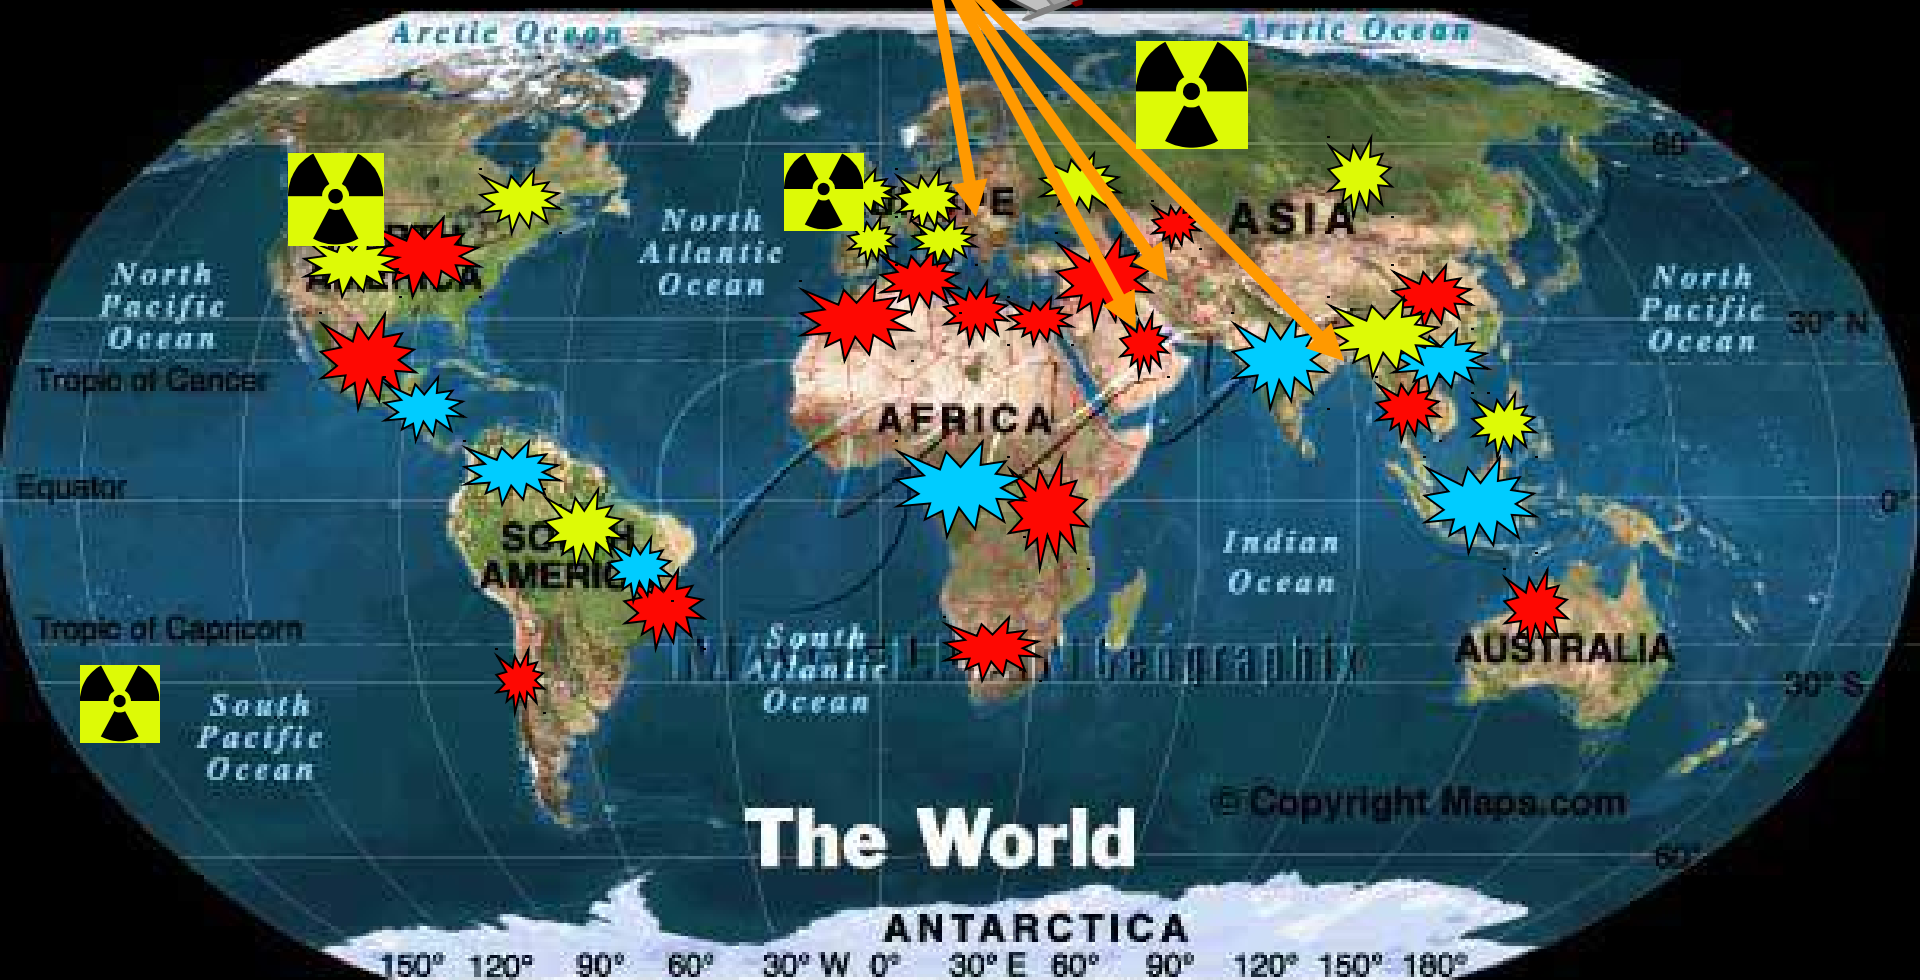 Arctic Ocean
Arctic Ocean
60°
ASIA
North
Atlantic
Ocean
North
Pacific
Ocean
North
Pacific
Ocean
30° N
Tropic of Cancer
AFRICA
Equator
0°
Indian
Ocean
Tropic of Capricorn
South
Atlantic
Ocean
AUSTRALIA
30° S
South
Pacific
Ocean
© Copyright Maps.com
The World
60°
ANTARCTICA
150° 120° 90° 60° 30° W 0° 30° E 60° 90° 120° 150° 180°